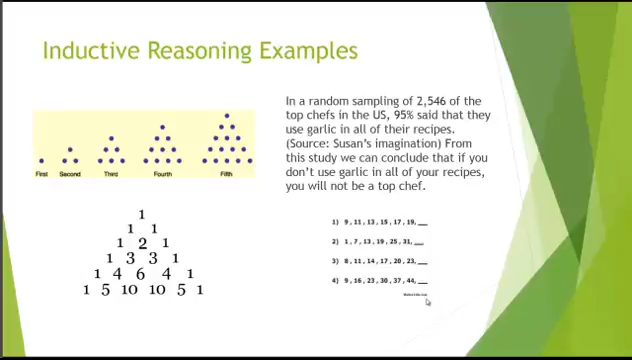 Inductive Reasoning Examples
In a random sampling of 2,546 of the
top chefs in the US, 95% said that they
use garlic in all of their recipes.
(Source: Susan's imagination) From
this study we can conclude that if you
don't use garlic in all of your recipes,
you will not be a top chef.
First Second Third Fourth Fifth
1
1 1
1 2 1
1 3 3 1
1 4 6 4 1
1 5 10 10 5 1
1) 9 , 11 , 13 , 15 , 17 , 19, __
2) 1 , 7 , 13 , 19 , 25 , 31, __
3) 8 , 11 , 14 , 17 , 20 , 23, __
4) 9 , 16 , 23 , 30 , 37 , 44, __